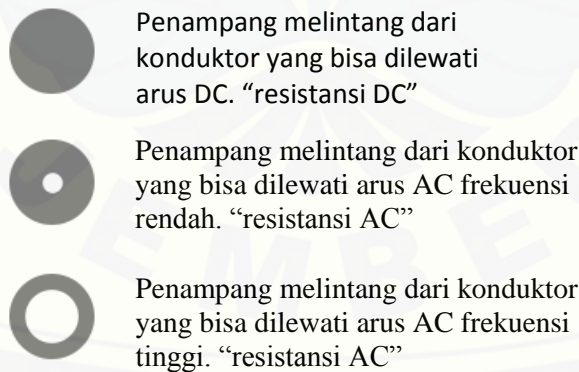 Penampang melintang dari
konduktor yang bisa dilewati
arus DC. “resistansi DC”
Penampang melintang dari konduktor
yang bisa dilewati arus AC frekuensi
rendah. “resistansi AC”
Penampang melintang dari konduktor
yang bisa dilewati arus AC frekuensi
tinggi. “resistansi AC”